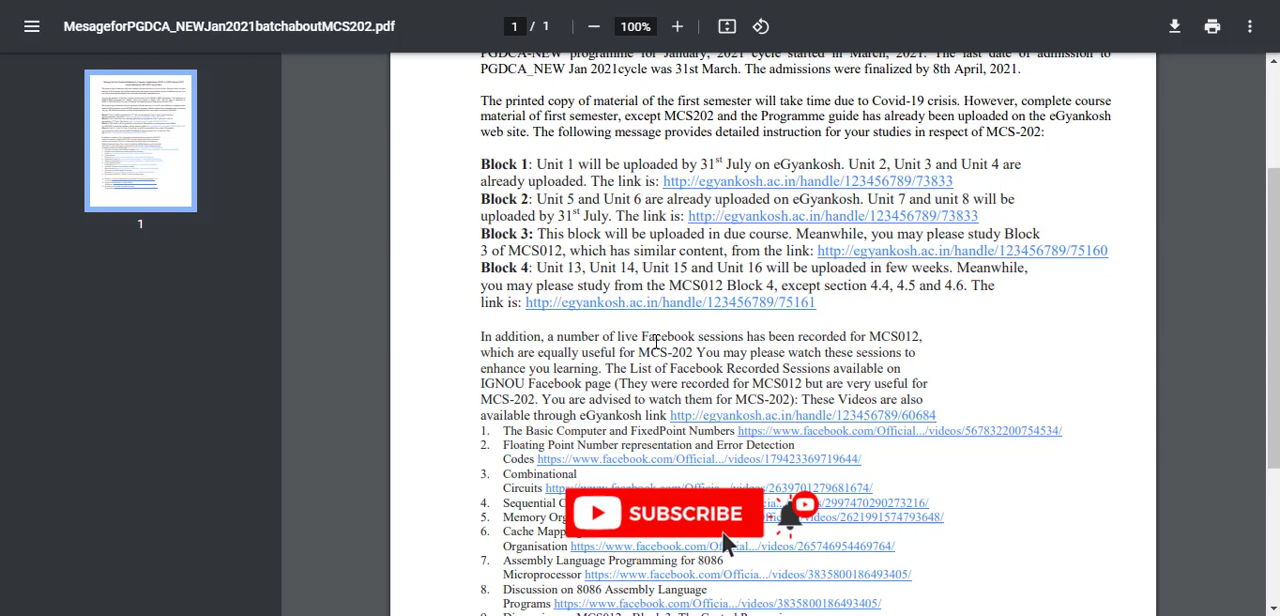 MesageforPGDCA_NEWJan2021batchaboutMCS202.pdf
1 / 1
100%
PGDCA-NEW programme for January, 2021 cycle started in March, 2021. The last date of admission to
PGDCA_NEW Jan 2021cycle was 31st March. The admissions were finalized by 8th April, 2021.
The printed copy of material of the first semester will take time due to Covid-19 crisis. However, complete course
material of first semester, except MCS202 and the Programme guide has already been uploaded on the eGyankosh
web site. The following message provides detailed instruction for your studies in respect of MCS-202:
Block 1: Unit 1 will be uploaded by 31st July on eGyankosh. Unit 2, Unit 3 and Unit 4 are
already uploaded. The link is: http://egyankosh.ac.in/handle/123456789/73833
Block 2: Unit 5 and Unit 6 are already uploaded on eGyankosh. Unit 7 and unit 8 will be
uploaded by 31st July. The link is: http://egyankosh.ac.in/handle/123456789/73833
Block 3: This block will be uploaded in due course. Meanwhile, you may please study Block
3 of MCS012, which has similar content, from the link: http://egyankosh.ac.in/handle/123456789/75160
Block 4: Unit 13, Unit 14, Unit 15 and Unit 16 will be uploaded in few weeks. Meanwhile,
you may please study from the MCS012 Block 4, except section 4.4, 4.5 and 4.6. The
link is: http://egyankosh.ac.in/handle/123456789/75161
In addition, a number of live Facebook sessions has been recorded for MCS012,
which are equally useful for MCS-202 You may please watch these sessions to
enhance you learning. The List of Facebook Recorded Sessions available on
IGNOU Facebook page (They were recorded for MCS012 but are very useful for
MCS-202. You are advised to watch them for MCS-202): These Videos are also
available through eGyankosh link http://egyankosh.ac.in/handle/123456789/60684
1. The Basic Computer and FixedPoint Numbers https://www.facebook.com/Official.../videos/567832200754534/
2. Floating Point Number representation and Error Detection
Codes https://www.facebook.com/Official.../videos/179423369719644/
3. Combinational
Circuits https://www.facebook.com/Officia.../videos/2639701279681674/
4. Sequential /2997470290273216/
5. Memory videos/2621991574793648/
6. Cache
Organisation https://www.facebook.com/Official.../videos/265746954469764/
7. Assembly Language Programming for 8086
Microprocessor https://www.facebook.com/Officia.../videos/3835800186493405/
8. Discussion on 8086 Assembly Language
Programs https://www.facebook.com/Officia.../videos/3835800186493405/
SUBSCRIBE
1